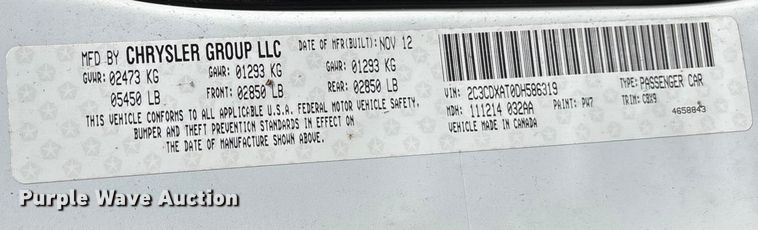 MFD BY CHRYSLER GROUP LLC DATE OF MFR(BUILT): NOV 12
GVWR: 02473 KG GAWR: 01293 KG GAWR: 01293 KG
05450 LB FRONT: 02850 LB REAR: 02850 LB
THIS VEHICLE CONFORMS TO ALL APPLICABLE U.S.A. FEDERAL MOTOR VEHICLE SAFETY,
BUMPER AND THEFT PREVENTION STANDARDS IN EFFECT ON
THE DATE OF MANUFACTURE SHOWN ABOVE.
VIN: 2C3CDXAT0DH586319 TYPE: PASSENGER CAR
MDH: 111214 032AA PAINT: PW7 TRIM: C8X9
VEHICLE MADE IN CANADA 4658843
Purple Wave Auction